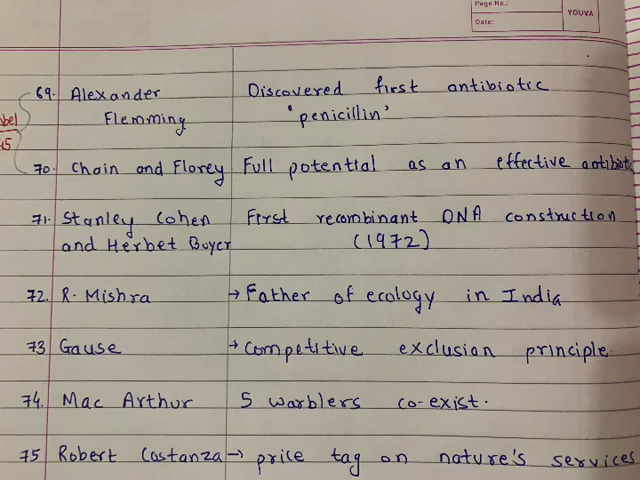 Page No.:
Date:
YOUVA
69. Alexander Discovered first antibiotic
Flemming 'penicillin'
bel
45
70. Chain and Florey Full potential as an effective antibiotic
71. Stanley Cohen First recombinant DNA construction
and Herbet Boyer (1972)
72. R. Mishra → Father of ecology in India
73 Gause → Competitive exclusion principle.
74. Mac Arthur 5 warblers co-exist.
75 Robert Costanza → price tag on nature's services